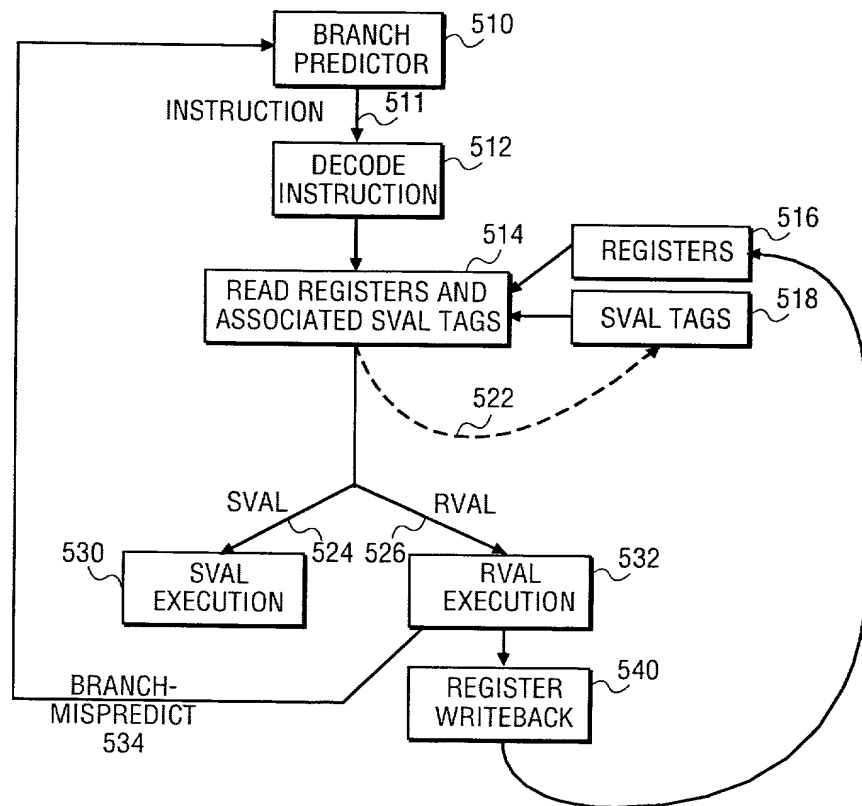 BRANCH
PREDICTOR
510
INSTRUCTION
511
DECODE
INSTRUCTION
512
READ REGISTERS AND
ASSOCIATED SVAL TAGS
514
REGISTERS
516
SVAL TAGS
518
522
SVAL
524
RVAL
526
530
SVAL
EXECUTION
RVAL
EXECUTION
532
BRANCH-
MISPREDICT
534
REGISTER
WRITEBACK
540